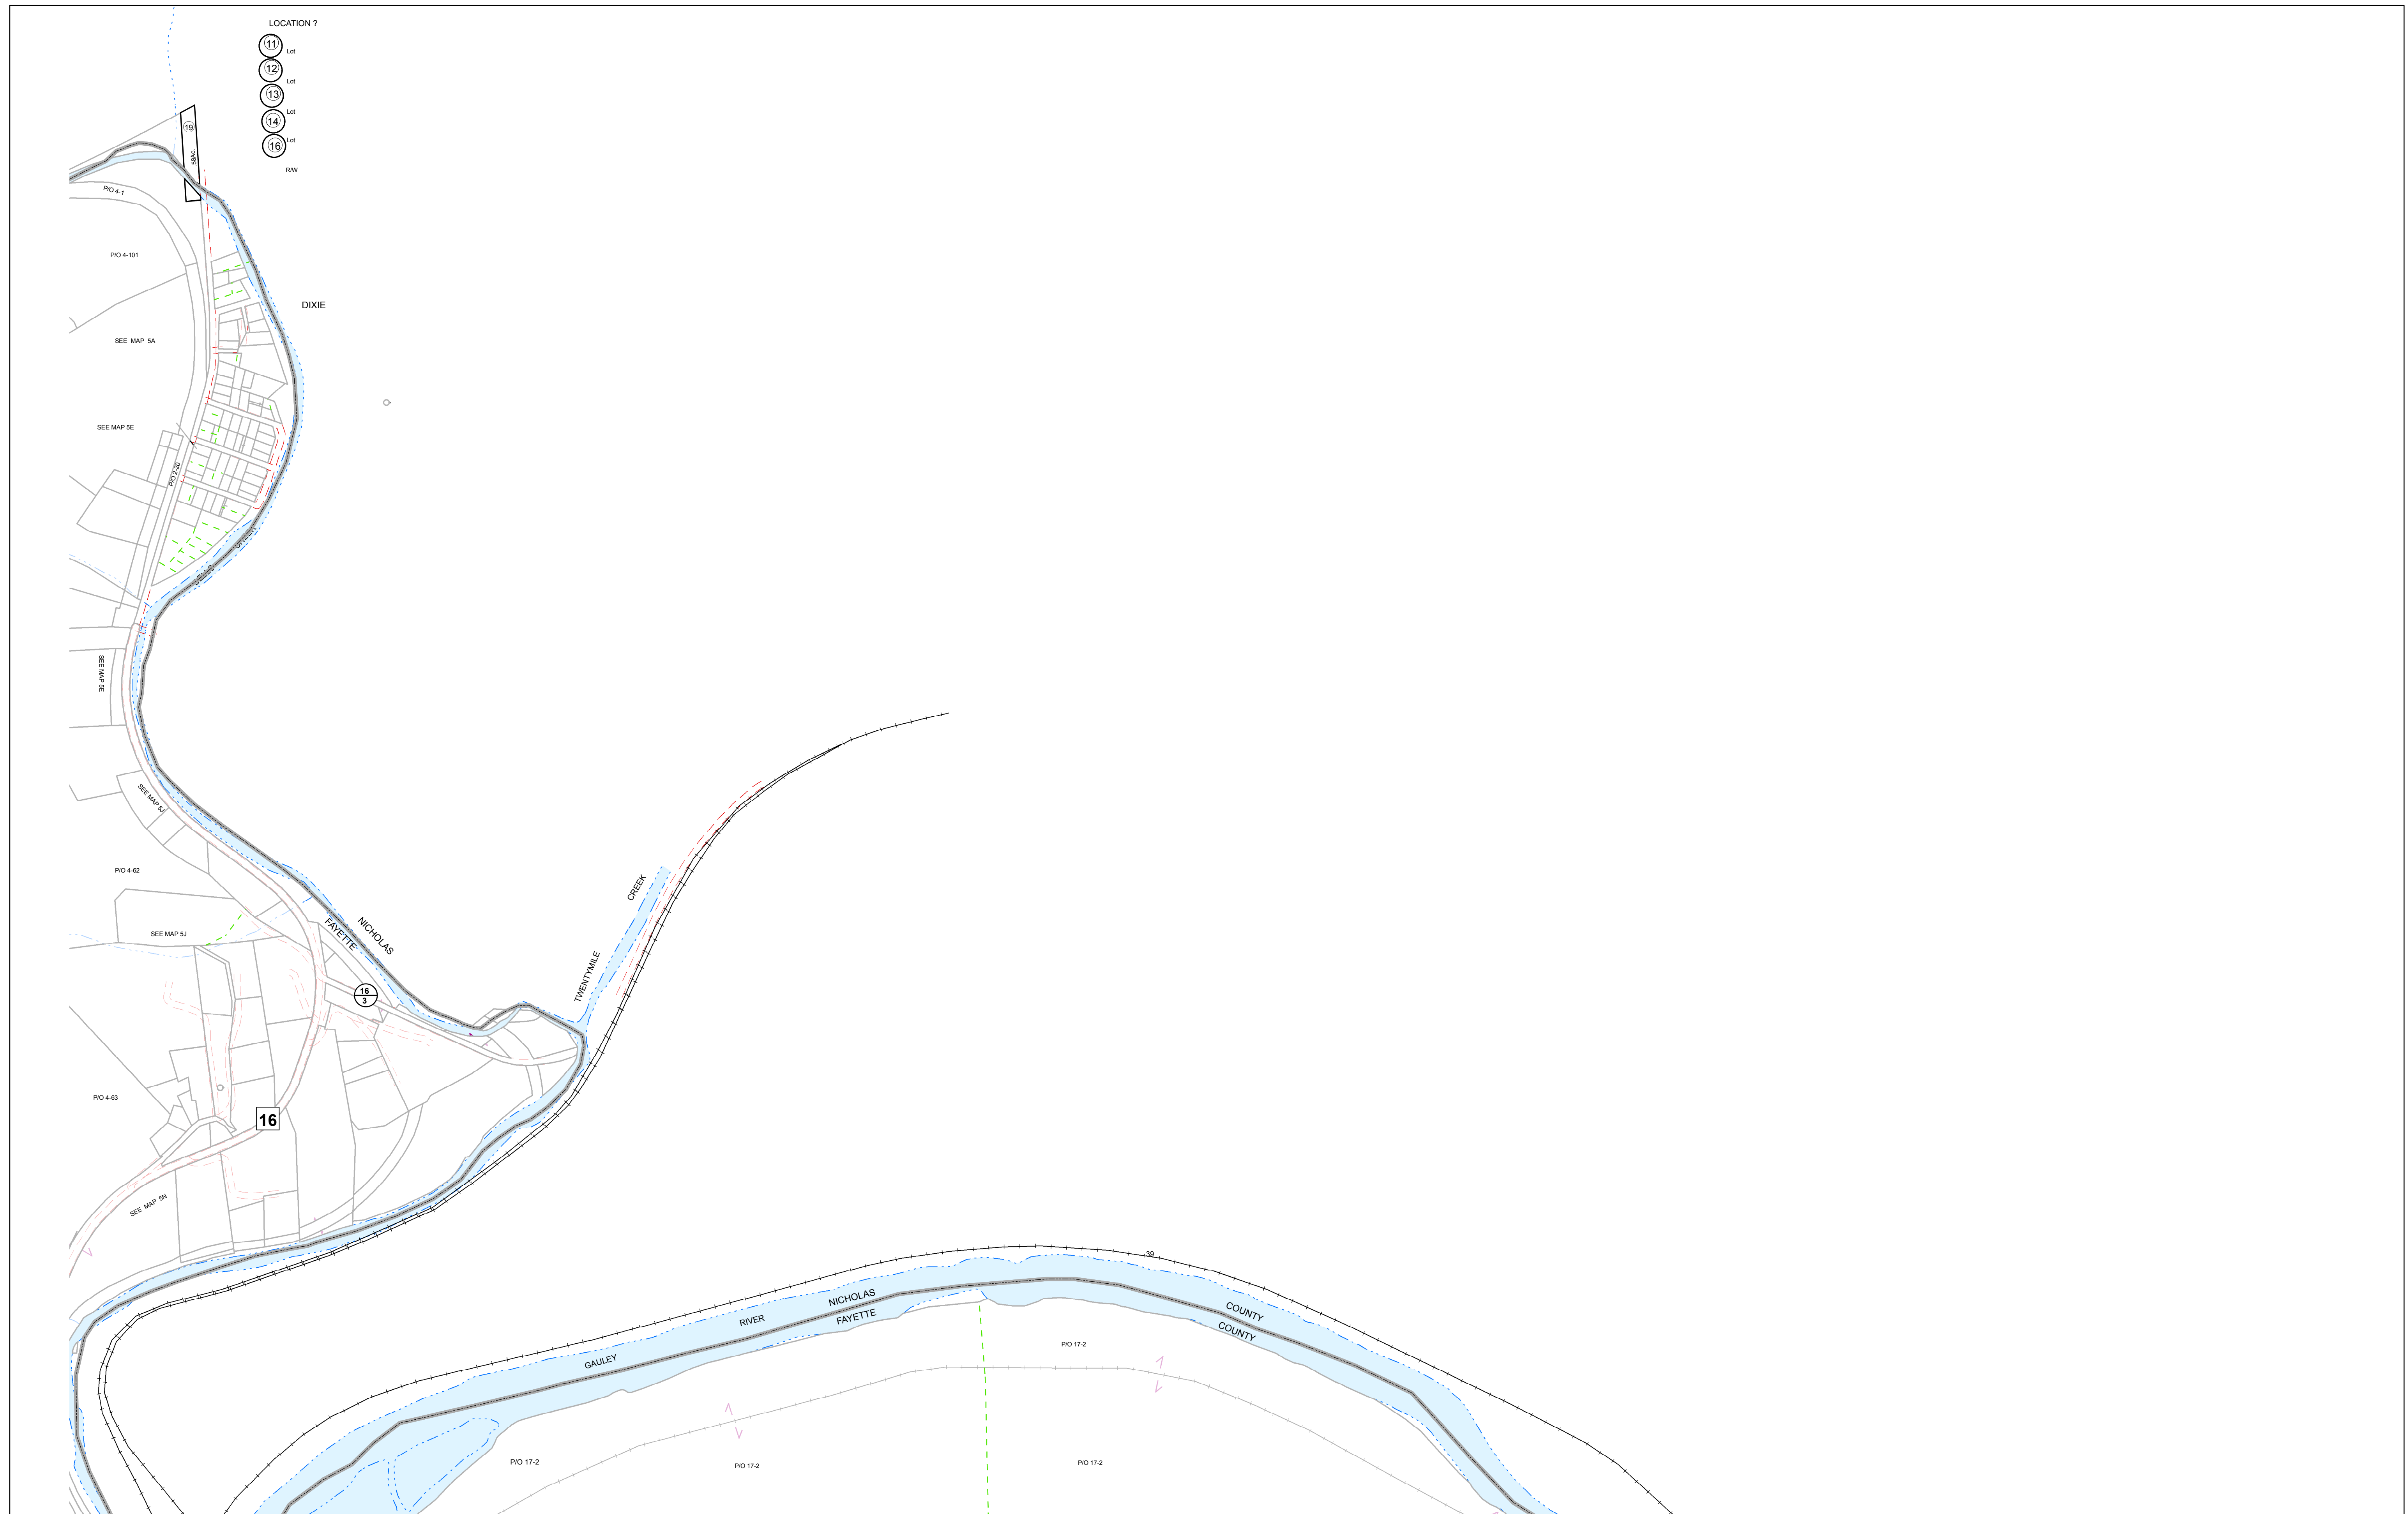 LOCATION ?
11
Lot
12
Lot
13
Lot
14
Lot
16
R/W
19
58Ac.
P/O 4-1
P/O 4-101
DIXIE
SEE MAP 5A
SEE MAP 5E
P/O 2-20
CREEK
SEE MAP 5E
SEE MAP 5J
P/O 4-62
CREEK
NICHOLAS
FAYETTE
SEE MAP 5J
TWENTYMILE
16
3
P/O 4-63
16
SEE MAP 5N
39
NICHOLAS
COUNTY
RIVER
FAYETTE
COUNTY
P/O 17-2
GAULEY
P/O 17-2
P/O 17-2
P/O 17-2